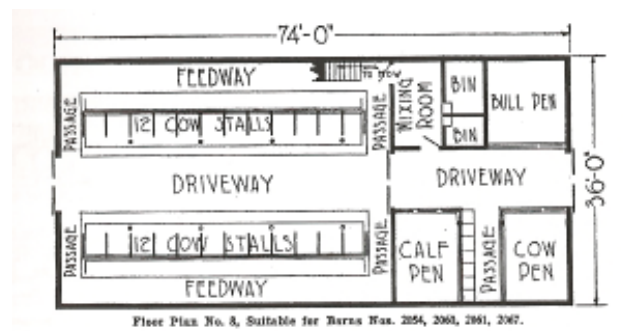 74'-0"
FEEDWAY
TO MOW
PASSAGE
12 COW STALLS
PASSAGE
MIXING ROOM
BIN
BIN
BULL PEN
DRIVEWAY
DRIVEWAY
36'-0"
PASSAGE
12 COW STALLS
PASSAGE
CALF PEN
PASSAGE
COW PEN
FEEDWAY
Floor Plan No. 8, Suitable for Barns Nos. 2054, 2060, 2061, 2067.